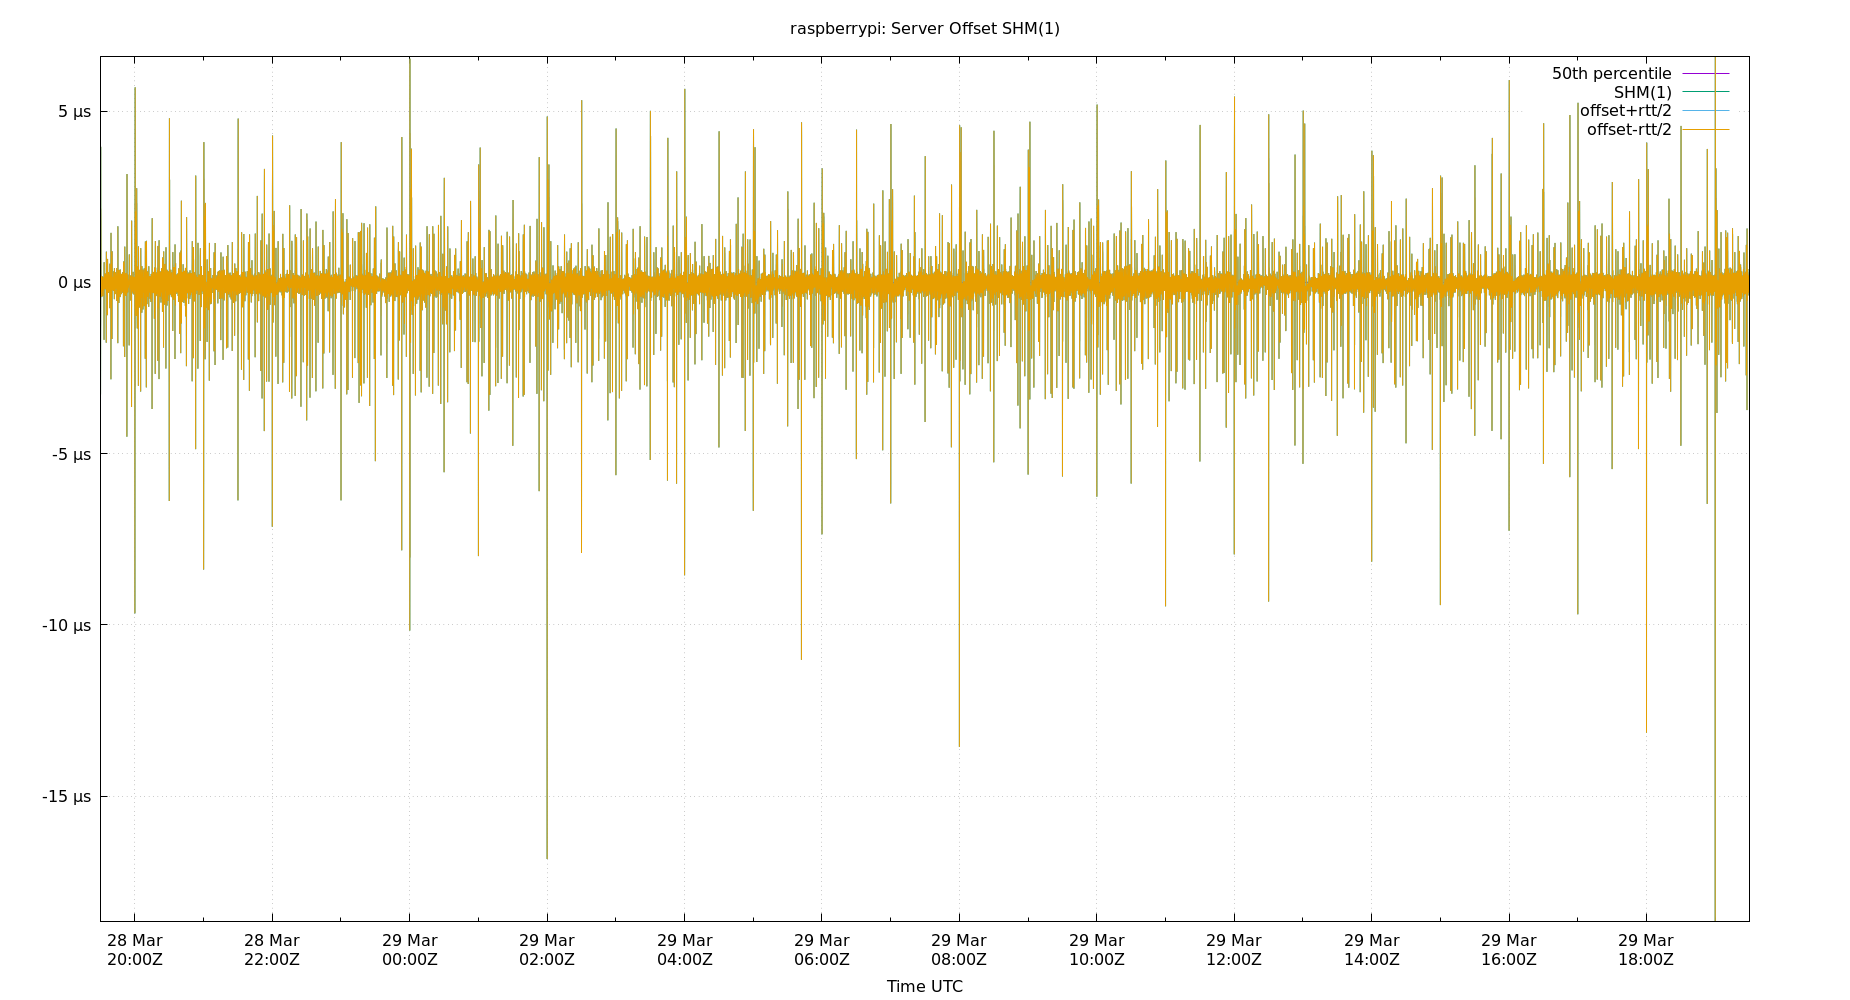 raspberrypi: Server Offset SHM(1)
50th percentile
SHM(1)
offset+rtt/2
offset-rtt/2
5 µs
0 µs
-5 µs
-10 µs
-15 µs
28 Mar 28 Mar 29 Mar 29 Mar 29 Mar 29 Mar 29 Mar 29 Mar 29 Mar 29 Mar 29 Mar 29 Mar
20:00Z 22:00Z 00:00Z 02:00Z 04:00Z 06:00Z 08:00Z 10:00Z 12:00Z 14:00Z 16:00Z 18:00Z
Time UTC